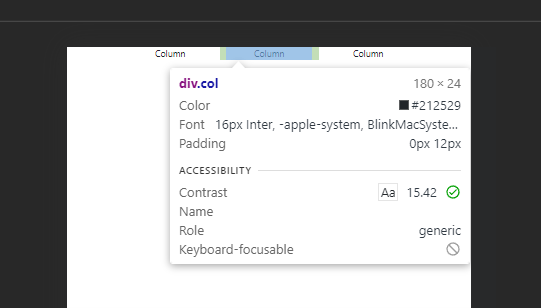 Column Column Column
div.col 180 × 24
Color #212529
Font 16px Inter, -apple-system, BlinkMacSyste...
Padding 0px 12px
ACCESSIBILITY
Contrast Aa 15.42
Name
Role generic
Keyboard-focusable